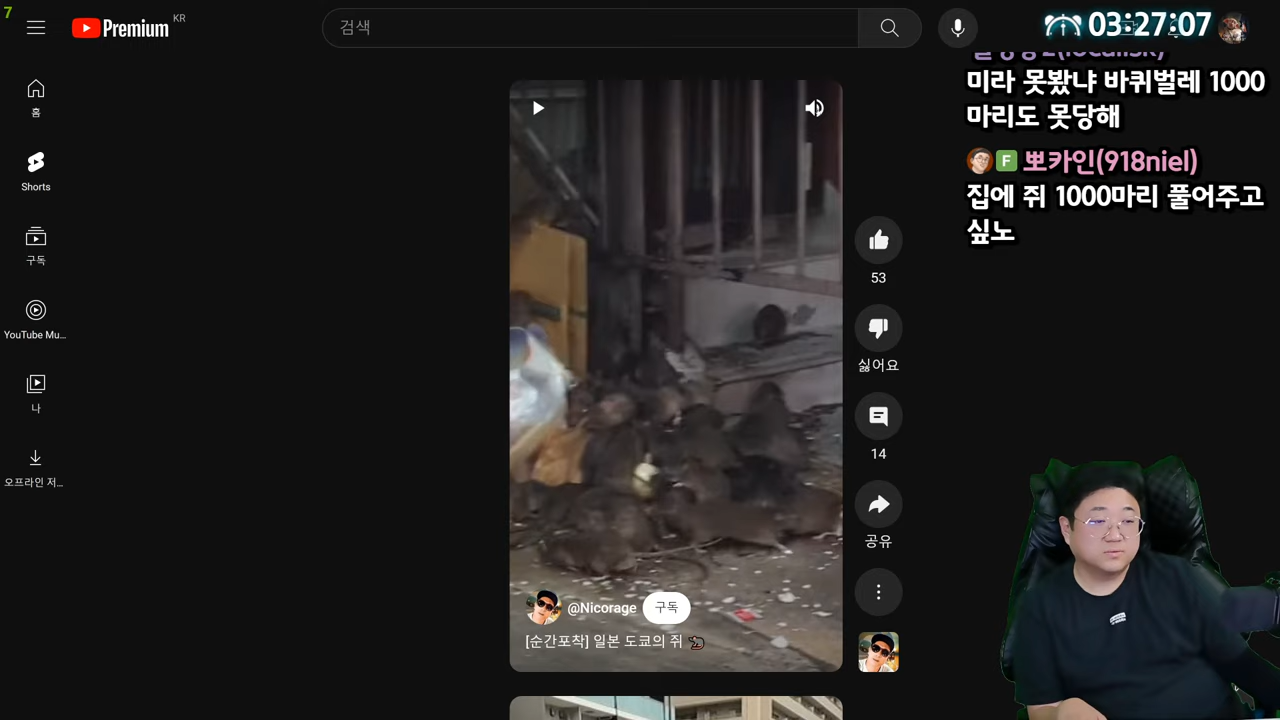 7
Premium
KR
검색
03:27:07
홈
Shorts
구독
YouTube Mu...
나
오프라인 저...
미라 못봤냐 바퀴벌레 1000
마리도 못당해
F 뽀카인(918niel)
집에 쥐 1000마리 풀어주고
싶노
53
싫어요
14
공유
@Nicorage
구독
[순간포착] 일본 도쿄의 쥐